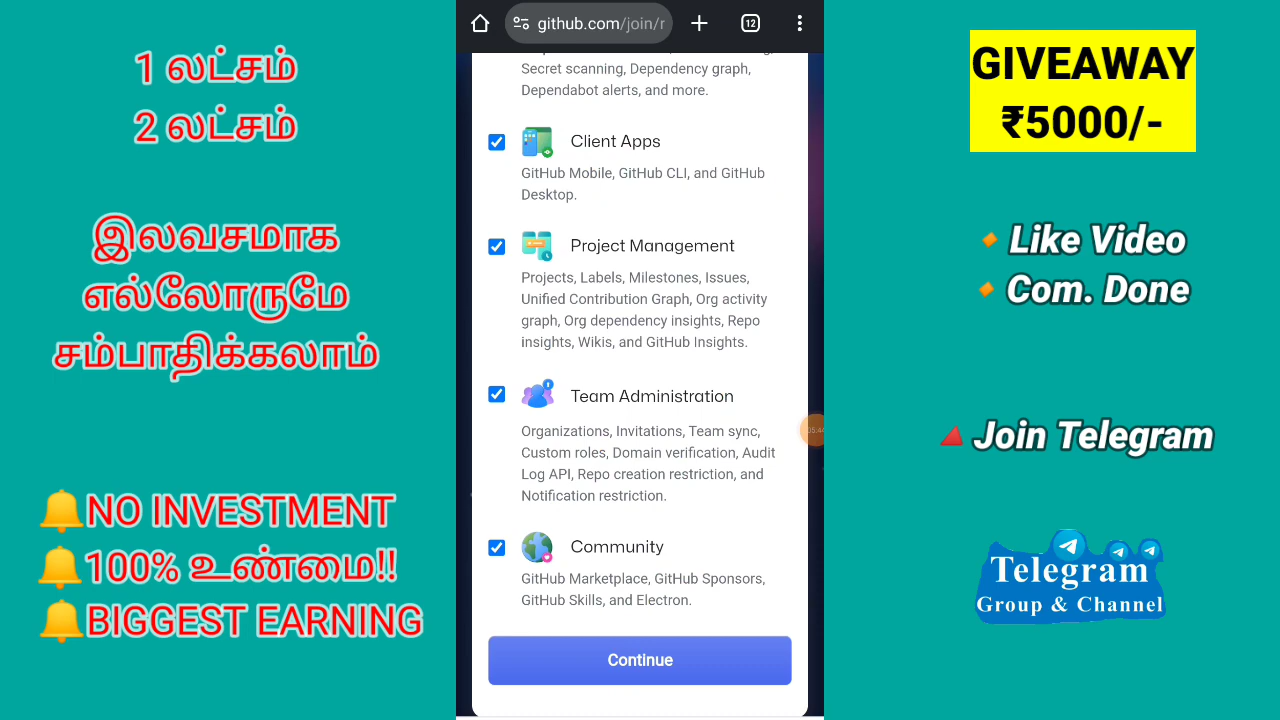 1 லட்சம்
2 லட்சம்
இலவசமாக
எல்லோருமே
சம்பாதிக்கலாம்
🔔NO INVESTMENT
🔔100% உண்மை!!
🔔BIGGEST EARNING
github.com/join/r
12
Secret scanning, Dependency graph,
Dependabot alerts, and more.
Client Apps
GitHub Mobile, GitHub CLI, and GitHub
Desktop.
Project Management
Projects, Labels, Milestones, Issues,
Unified Contribution Graph, Org activity
graph, Org dependency insights, Repo
insights, Wikis, and GitHub Insights.
Team Administration
Organizations, Invitations, Team sync,
Custom roles, Domain verification, Audit
Log API, Repo creation restriction, and
Notification restriction.
Community
GitHub Marketplace, GitHub Sponsors,
GitHub Skills, and Electron.
Continue
05:44
GIVEAWAY
₹5000/-
🔸Like Video
🔸Com. Done
🔺Join Telegram
Telegram
Group & Channel